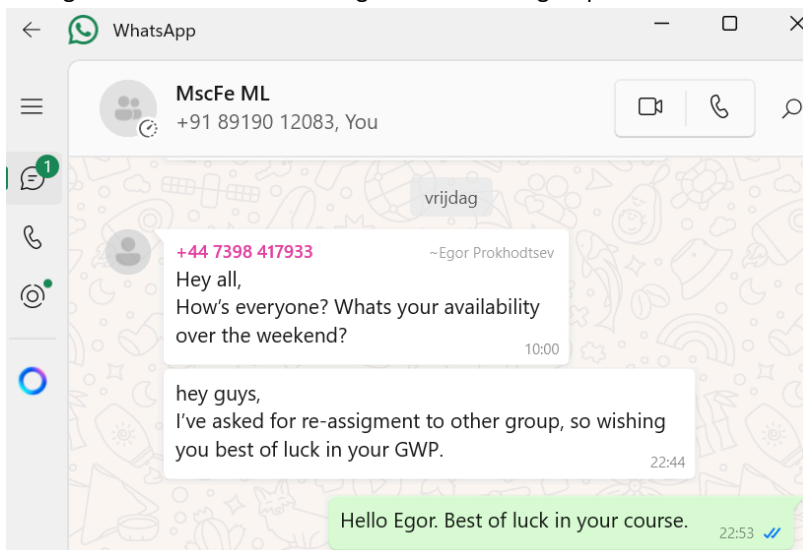 WhatsApp
MscFe ML
+91 89190 12083, You
1
vrijdag
+44 7398 417933 ~Egor Prokhodtsev
Hey all,
How's everyone? Whats your availability
over the weekend?
10:00
hey guys,
I've asked for re-assigment to other group, so wishing
you best of luck in your GWP.
22:44
Hello Egor. Best of luck in your course.
22:53